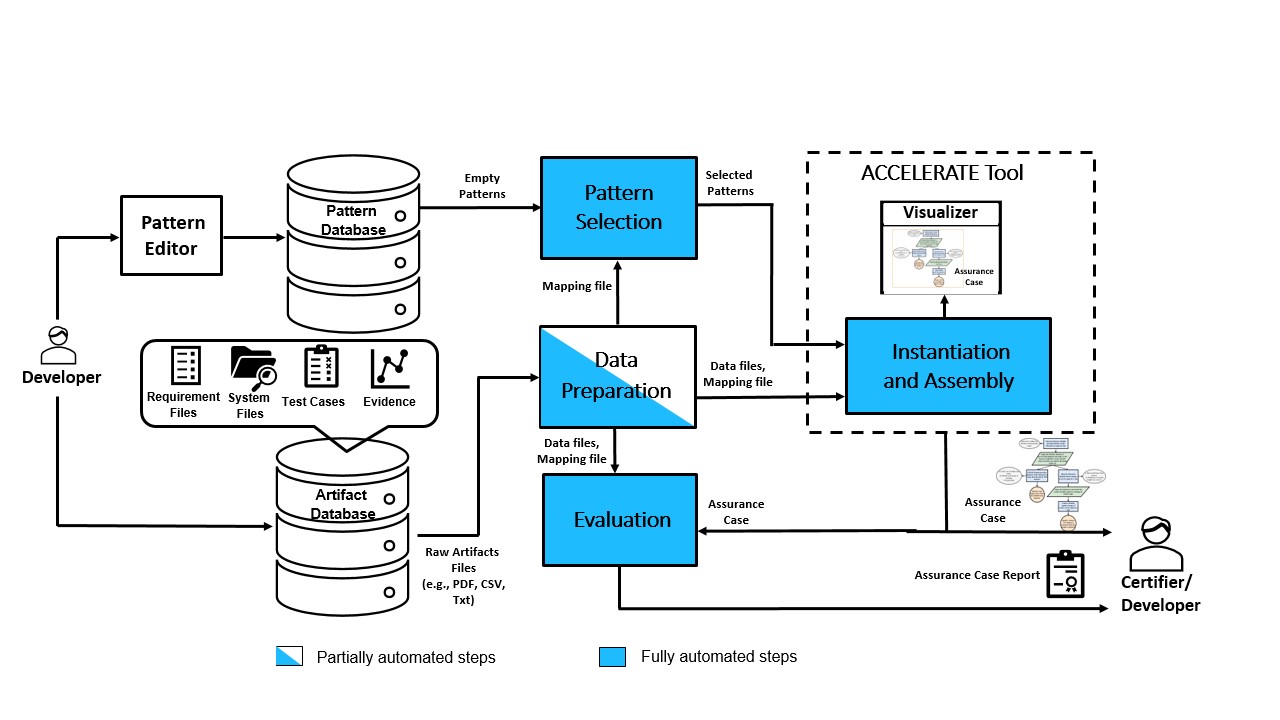 ACCELERATE Tool
Empty
Patterns
Selected
Patterns
Pattern
Selection
Visualizer
Pattern
Editor
Pattern
Database
Assurance
Case
Mapping file
Developer
Requirement
Files
System
Files
Test Cases
Evidence
Data
Preparation
Data files,
Mapping file
Instantiation
and Assembly
Data files,
Mapping file
Artifact
Database
Evaluation
Assurance
Case
Assurance
Case
Raw Artifacts
Files
(e.g., PDF, CSV,
Txt)
Assurance Case Report
Certifier/
Developer
Partially automated steps
Fully automated steps